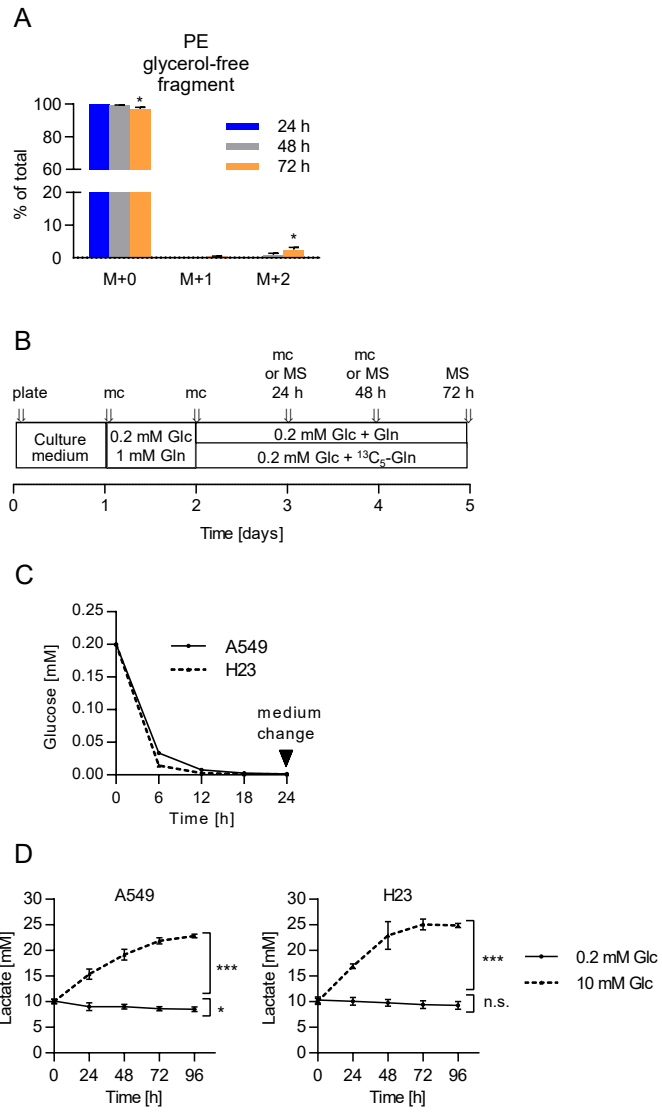 A
PE
glycerol-free
fragment
% of total
100
80
60
20
10
0
*
*
24 h
48 h
72 h
M+0
M+1
M+2
B
plate
mc
mc
mc
or MS
24 h
mc
or MS
48 h
MS
72 h
Culture
medium
0.2 mM Glc
1 mM Gln
0.2 mM Glc + Gln
0.2 mM Glc + ¹³C₅-Gln
0 1 2 3 4 5
Time [days]
C
Glucose [mM]
0.25
0.20
0.15
0.10
0.05
0.00
A549
H23
medium
change
0 6 12 18 24
Time [h]
D
A549
Lactate [mM]
30
25
20
15
10
5
0
***
*
0 24 48 72 96
Time [h]
H23
Lactate [mM]
30
25
20
15
10
5
0
***
n.s.
0 24 48 72 96
Time [h]
0.2 mM Glc
10 mM Glc